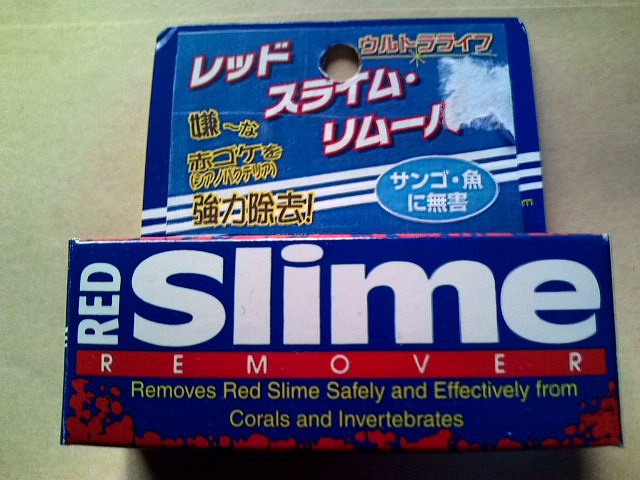 ウルトラライフ
レッド
スライム・
リムーバ
嫌～な
赤コケを
(シアノバクテリア)
強力除去!
サンゴ・魚
に無害
RED
Slime
REMOVER
Removes Red Slime Safely and Effectively from
Corals and Invertebrates